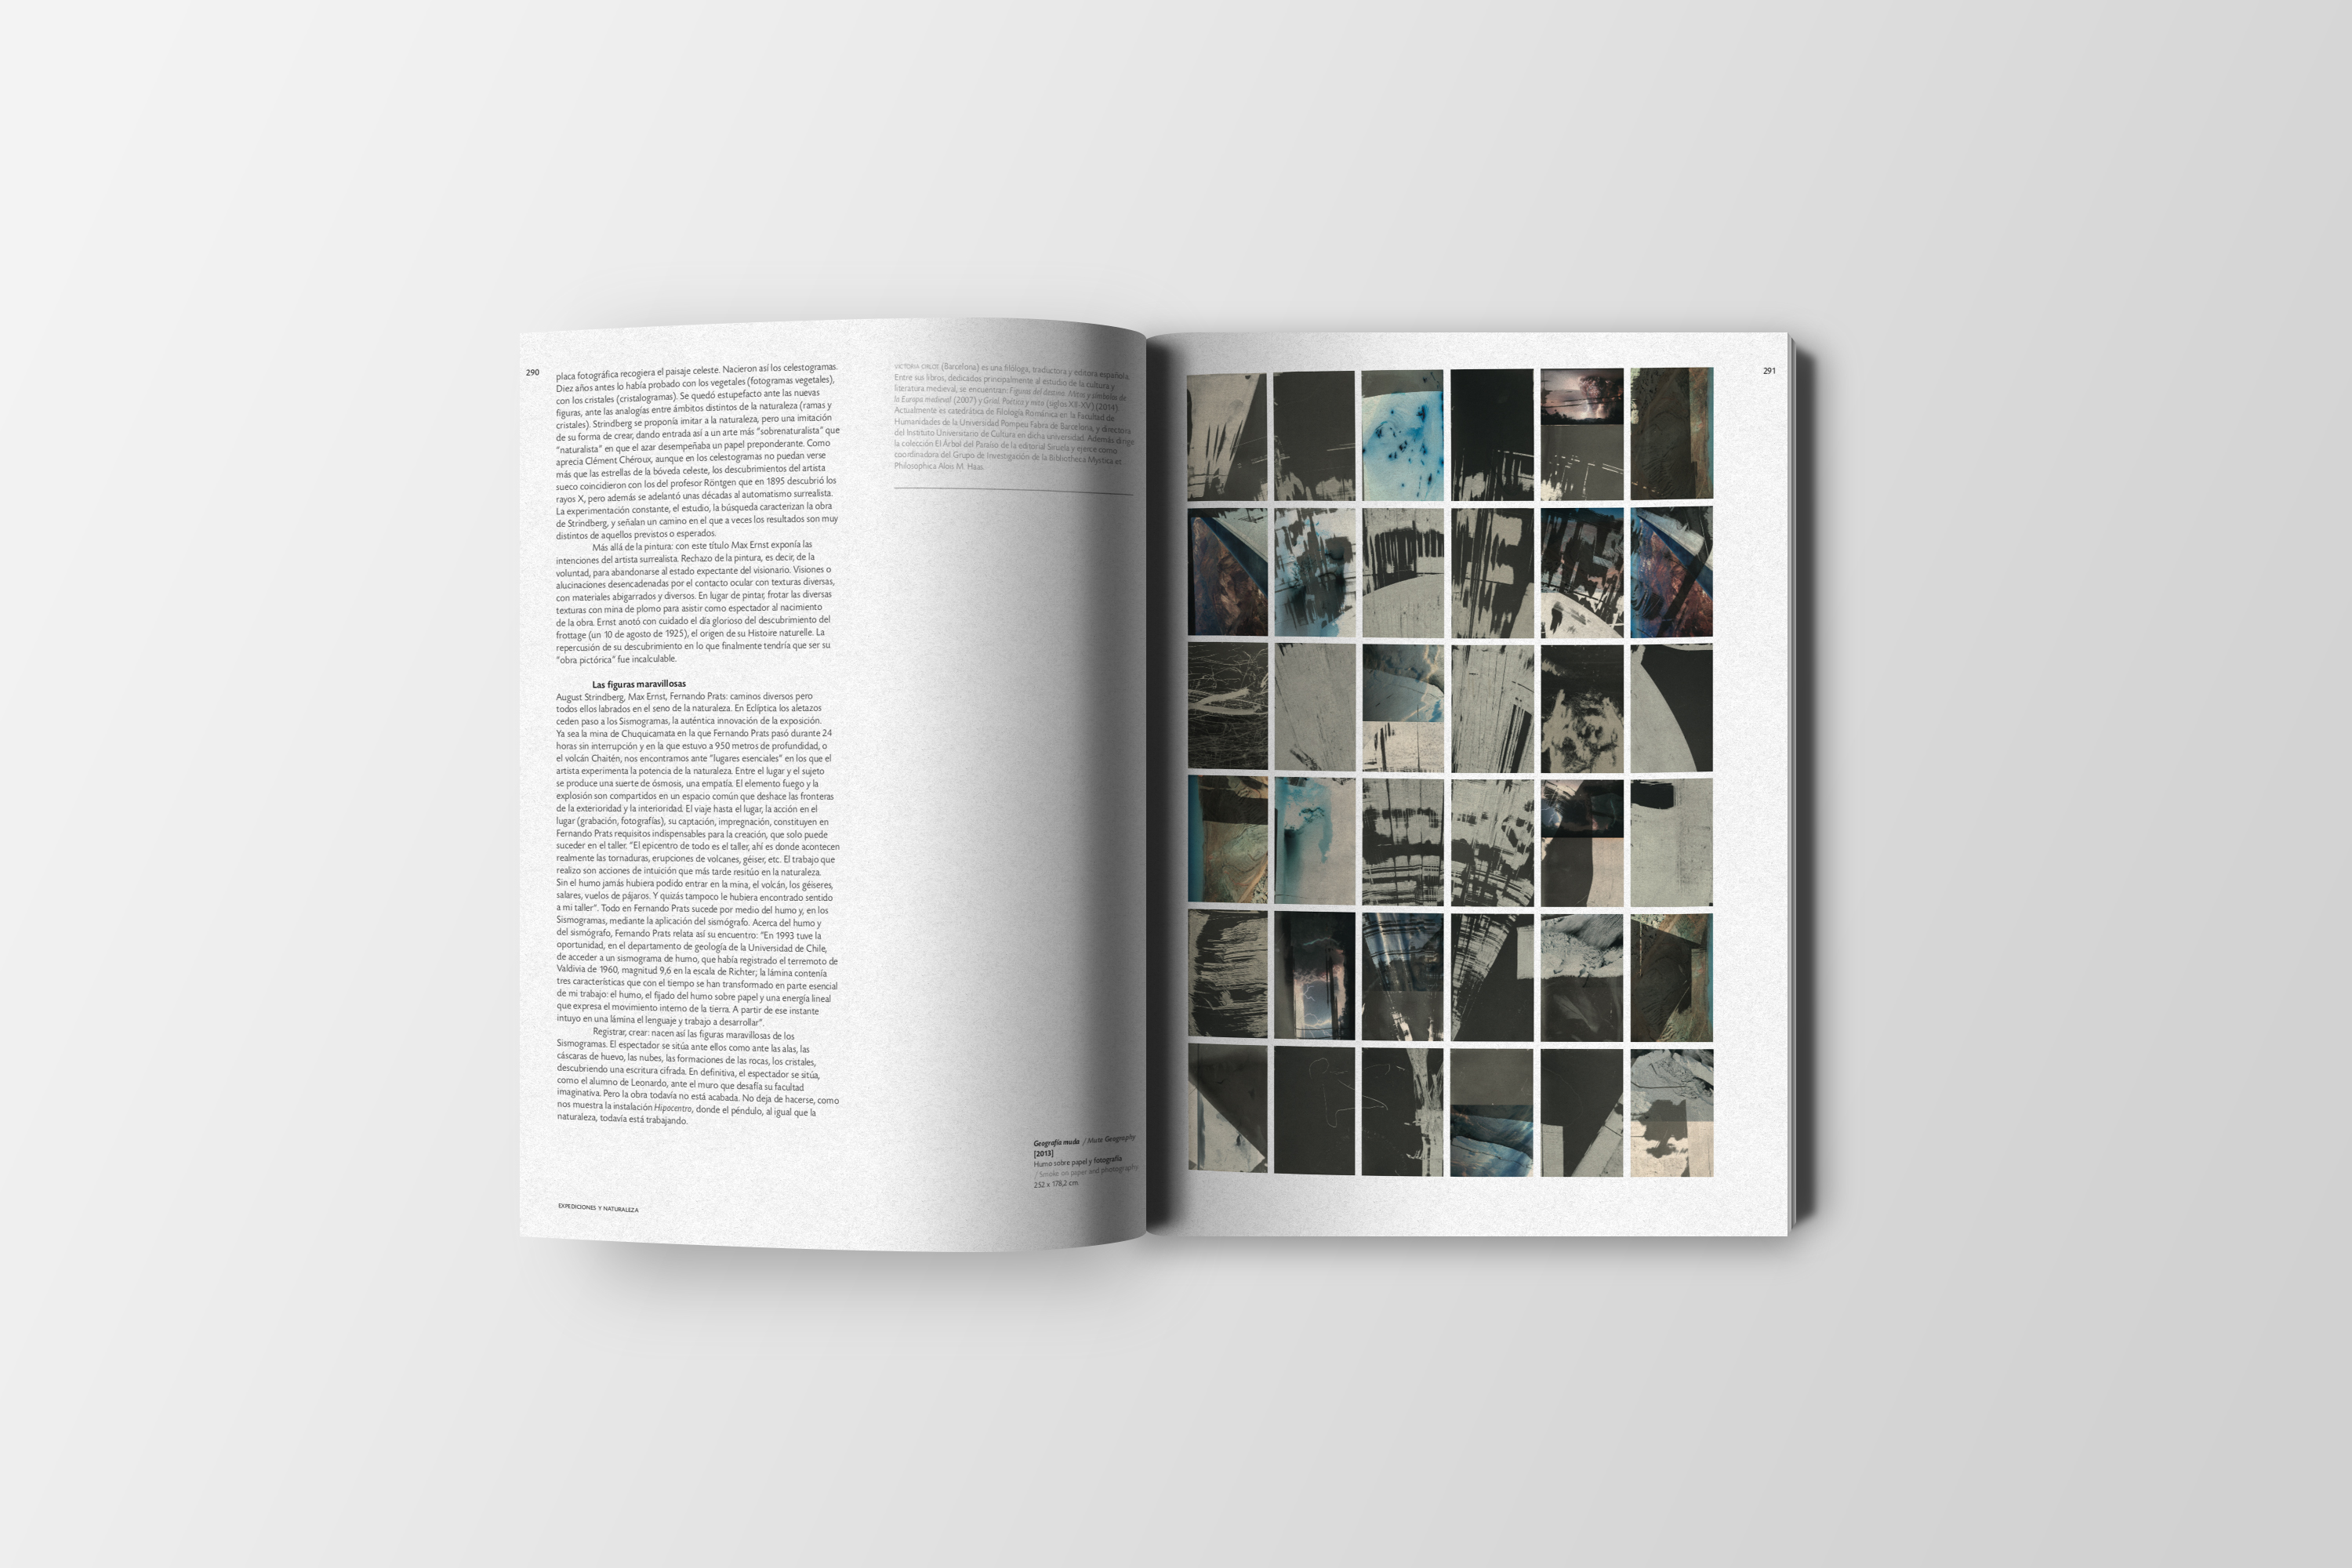 290
placa fotográfica recogiera el paisaje celeste. Nacieron así los celestogramas.
Diez años antes lo había probado con los vegetales (fotogramas vegetales),
con los cristales (cristalogramas). Se quedó estupefacto ante las nuevas
figuras, ante las analogías entre ámbitos distintos de la naturaleza (ramas y
cristales). Strindberg se proponía imitar a la naturaleza, pero una imitación
de su forma de crear, dando entrada así a un arte más “sobrenaturalista” que
“naturalista” en que el azar desempeñaba un papel preponderante. Como
aprecia Clément Chéroux, aunque en los celestogramas no puedan verse
más que las estrellas de la bóveda celeste, los descubrimientos del artista
sueco coincidieron con los del profesor Röntgen que en 1895 descubrió los
rayos X, pero además se adelantó unas décadas al automatismo surrealista.
La experimentación constante, el estudio, la búsqueda caracterizan la obra
de Strindberg, y señalan un camino en el que a veces los resultados son muy
distintos de aquellos previstos o esperados.
Más allá de la pintura: con este título Max Ernst exponía las
intenciones del artista surrealista. Rechazo de la pintura, es decir, de la
voluntad, para abandonarse al estado expectante del visionario. Visiones o
alucinaciones desencadenadas por el contacto ocular con texturas diversas,
con materiales abigarrados y diversos. En lugar de pintar, frotar las diversas
texturas con mina de plomo para asistir como espectador al nacimiento
de la obra. Ernst anotó con cuidado el día glorioso del descubrimiento del
frottage (un 10 de agosto de 1925), el origen de su Histoire naturelle. La
repercusión de su descubrimiento en lo que finalmente tendría que ser su
“obra pictórica” fue incalculable.
Las figuras maravillosas
August Strindberg, Max Ernst, Fernando Prats: caminos diversos pero
todos ellos labrados en el seno de la naturaleza. En Eclíptica los aletazos
ceden paso a los Sismogramas, la auténtica innovación de la exposición.
Ya sea la mina de Chuquicamata en la que Fernando Prats pasó durante 24
horas sin interrupción y en la que estuvo a 950 metros de profundidad, o
el volcán Chaitén, nos encontramos ante “lugares esenciales” en los que el
artista experimenta la potencia de la naturaleza. Entre el lugar y el sujeto
se produce una suerte de ósmosis, una empatía. El elemento fuego y la
explosión son compartidos en un espacio común que deshace las fronteras
de la exterioridad y la interioridad. El viaje hasta el lugar, la acción en el
lugar (grabación, fotografías), su captación, impregnación, constituyen en
Fernando Prats requisitos indispensables para la creación, que solo puede
suceder en el taller. “El epicentro de todo es el taller, ahí es donde acontecen
realmente las tornaduras, erupciones de volcanes, géiser, etc. El trabajo que
realizo son acciones de intuición que más tarde resitúo en la naturaleza.
Sin el humo jamás hubiera podido entrar en la mina, el volcán, los géiseres,
salares, vuelos de pájaros. Y quizás tampoco le hubiera encontrado sentido
a mi taller”. Todo en Fernando Prats sucede por medio del humo y, en los
Sismogramas, mediante la aplicación del sismógrafo. Acerca del humo y
del sismógrafo, Fernando Prats relata así su encuentro: “En 1993 tuve la
oportunidad, en el departamento de geología de la Universidad de Chile,
de acceder a un sismograma de humo, que había registrado el terremoto de
Valdivia de 1960, magnitud 9,6 en la escala de Richter; la lámina contenía
tres características que con el tiempo se han transformado en parte esencial
de mi trabajo: el humo, el fijado del humo sobre papel y una energía lineal
que expresa el movimiento interno de la tierra. A partir de ese instante
intuyo en una lámina el lenguaje y trabajo a desarrollar”.
Registrar, crear: nacen así las figuras maravillosas de los
Sismogramas. El espectador se sitúa ante ellos como ante las alas, las
cáscaras de huevo, las nubes, las formaciones de las rocas, los cristales,
descubriendo una escritura cifrada. En definitiva, el espectador se sitúa,
como el alumno de Leonardo, ante el muro que desafía su facultad
imaginativa. Pero la obra todavía no está acabada. No deja de hacerse, como
nos muestra la instalación Hipocentro, donde el péndulo, al igual que la
naturaleza, todavía está trabajando.
EXPEDICIONES Y NATURALEZA
VICTORIA CIRLOT (Barcelona) es una filóloga, traductora y editora española.
Entre sus libros, dedicados principalmente al estudio de la cultura y
literatura medieval, se encuentran: Figuras del destino. Mitos y símbolos de
la Europa medieval (2007) y Grial. Poética y mito (siglos XII-XV) (2014).
Actualmente es catedrática de Filología Románica en la Facultad de
Humanidades de la Universidad Pompeu Fabra de Barcelona, y directora
del Instituto Universitario de Cultura en dicha universidad. Además dirige
la colección El Árbol del Paraíso de la editorial Siruela y ejerce como
coordinadora del Grupo de Investigación de la Bibliotheca Mystica et
Philosophica Alois M. Haas.
Geografía muda / Mute Geography
[2013]
Humo sobre papel y fotografía
/ Smoke on paper and photography
252 x 178,2 cm
291